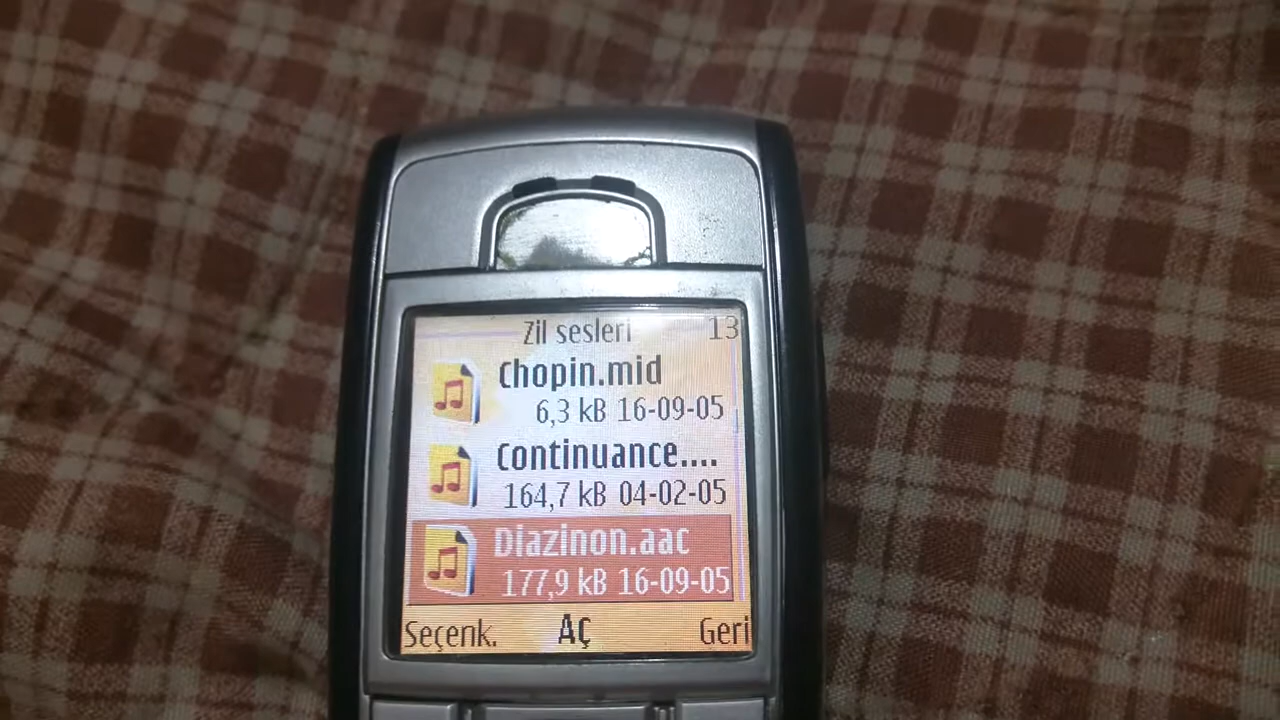 Zil sesleri 13
Chopin.mid
6,3 kB 16-09-05
Continuance....
164,7 kB 04-02-05
Diazinon.aac
177,9 kB 16-09-05
Seçenk. AÇ Geri